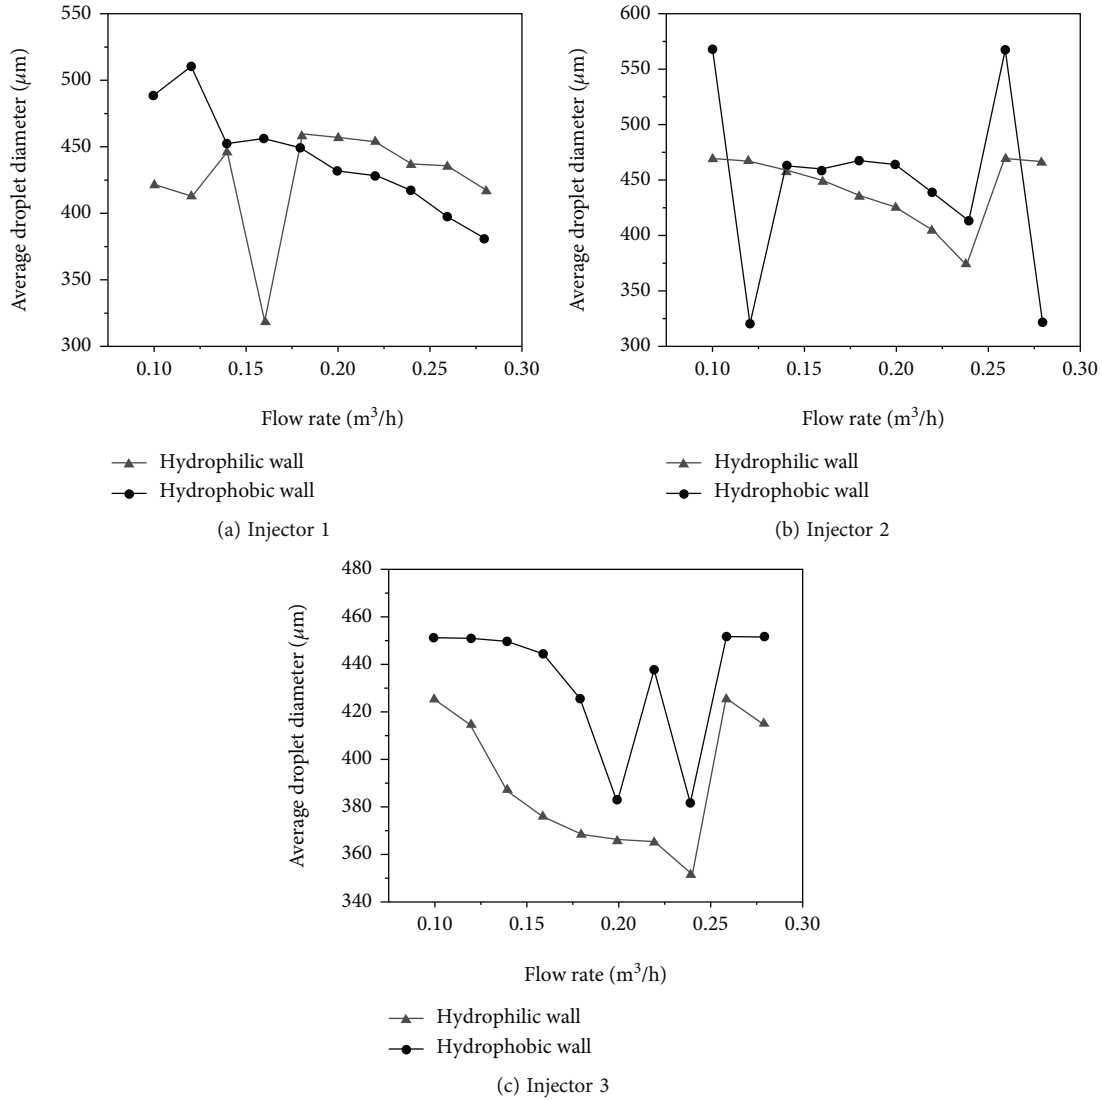 550
500
450
400
350
300
Average droplet diameter (μm)
0.10 0.15 0.20 0.25 0.30
Flow rate (m³/h)
Hydrophilic wall
Hydrophobic wall
(a) Injector 1
600
550
500
450
400
350
300
Average droplet diameter (μm)
0.10 0.15 0.20 0.25 0.30
Flow rate (m³/h)
Hydrophilic wall
Hydrophobic wall
(b) Injector 2
480
460
440
420
400
380
360
340
Average droplet diameter (μm)
0.10 0.15 0.20 0.25 0.30
Flow rate (m³/h)
Hydrophilic wall
Hydrophobic wall
(c) Injector 3